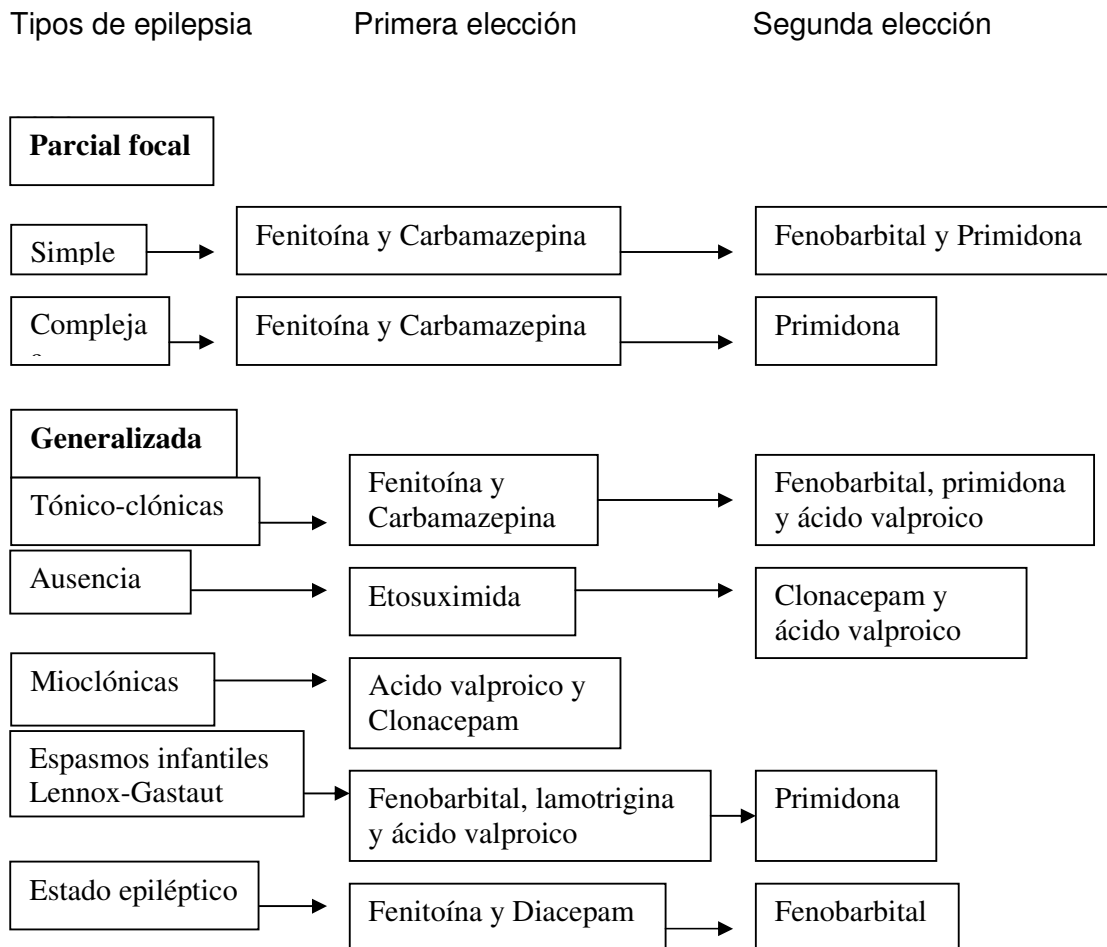 Tipos de epilepsia Primera elección Segunda elección
Parcial focal
Simple Fenitoína y Carbamazepina Fenobarbital y Primidona
Compleja Fenitoína y Carbamazepina Primidona
Generalizada
Tónico-clónicas
Fenitoína y
Carbamazepina
Fenobarbital, primidona
y ácido valproico
Ausencia
Etosuximida
Clonacepam y
ácido valproico
Mioclónicas
Acido valproico y
Clonacepam
Espasmos infantiles
Lennox-Gastaut
Fenobarbital, lamotrigina
y ácido valproico
Primidona
Estado epiléptico
Fenitoína y Diacepam
Fenobarbital